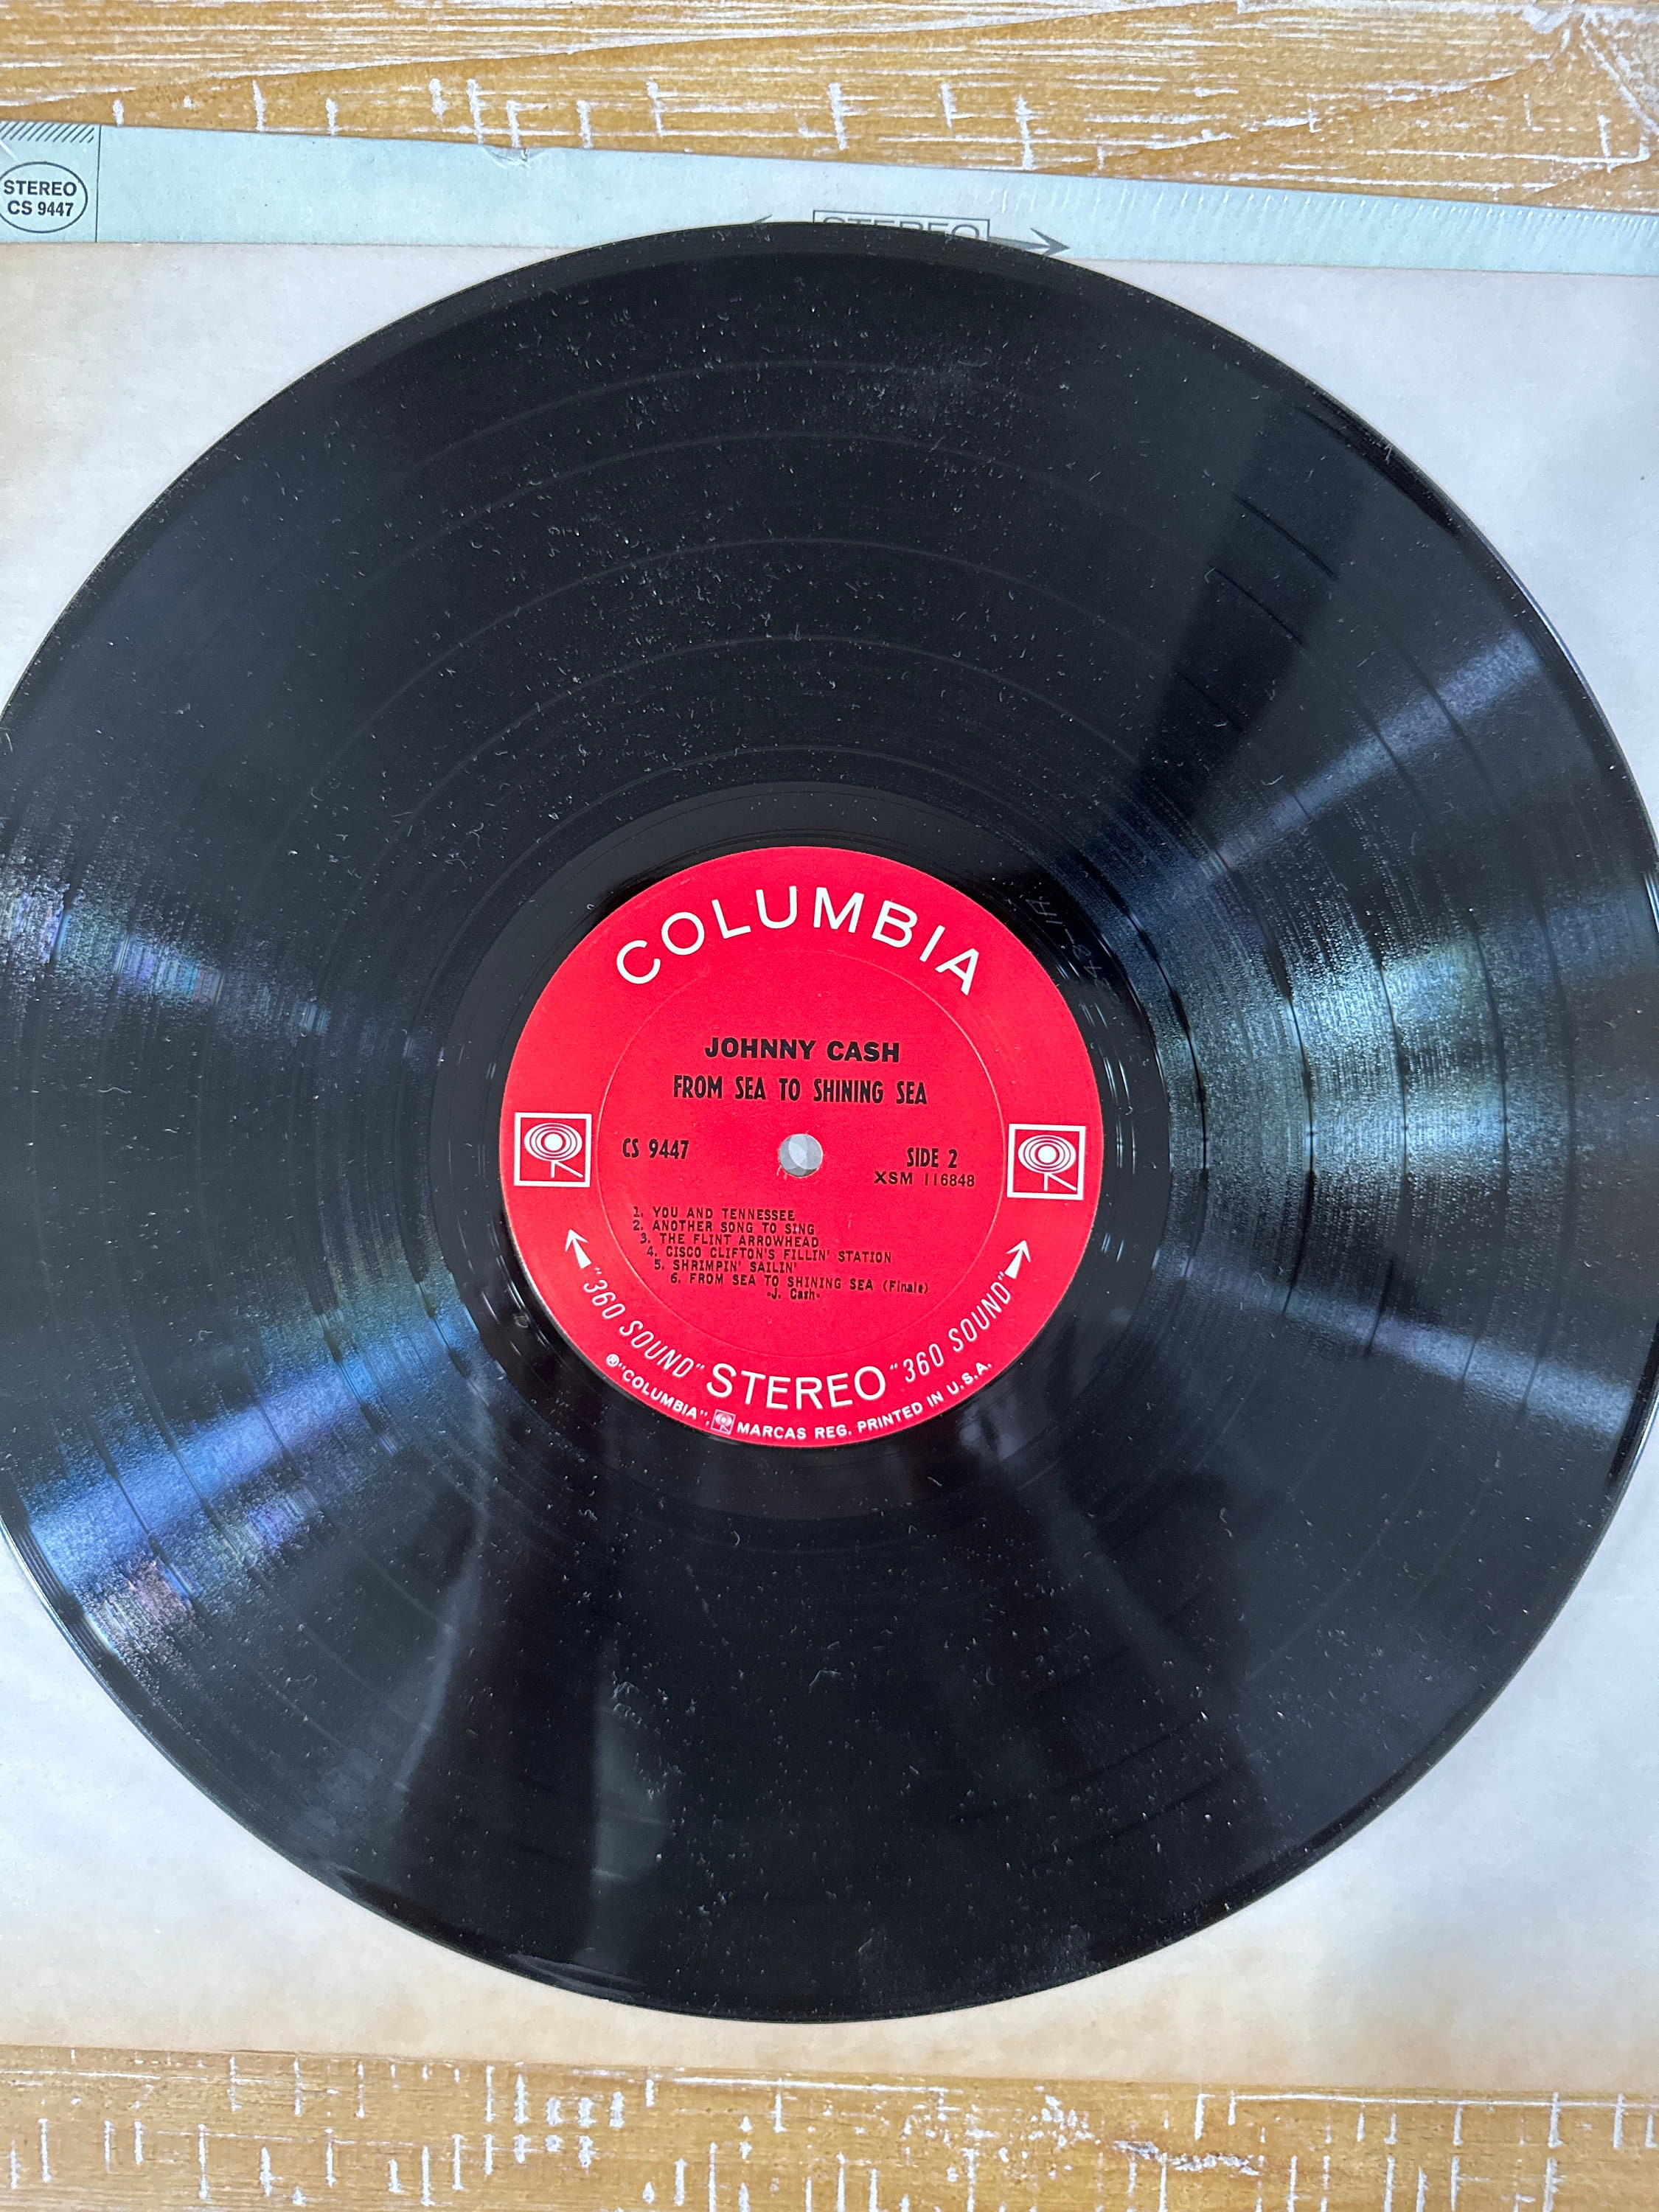 STEREO
CS 9447
STEREO
COLUMBIA
JOHNNY CASH
FROM SEA TO SHINING SEA
CS 9447
SIDE 2
XSM 116848
1. YOU AND TENNESSEE
2. ANOTHER SONG TO SING
3. THE FLINT ARROWHEAD
4. CISCO CLIFTON'S FILLIN' STATION
5. SHRIMPIN' SAILIN'
6. FROM SEA TO SHINING SEA (Finale)
-J. Cash-
"360 SOUND" STEREO "360 SOUND"
®"COLUMBIA", MARCAS REG. PRINTED IN U.S.A.